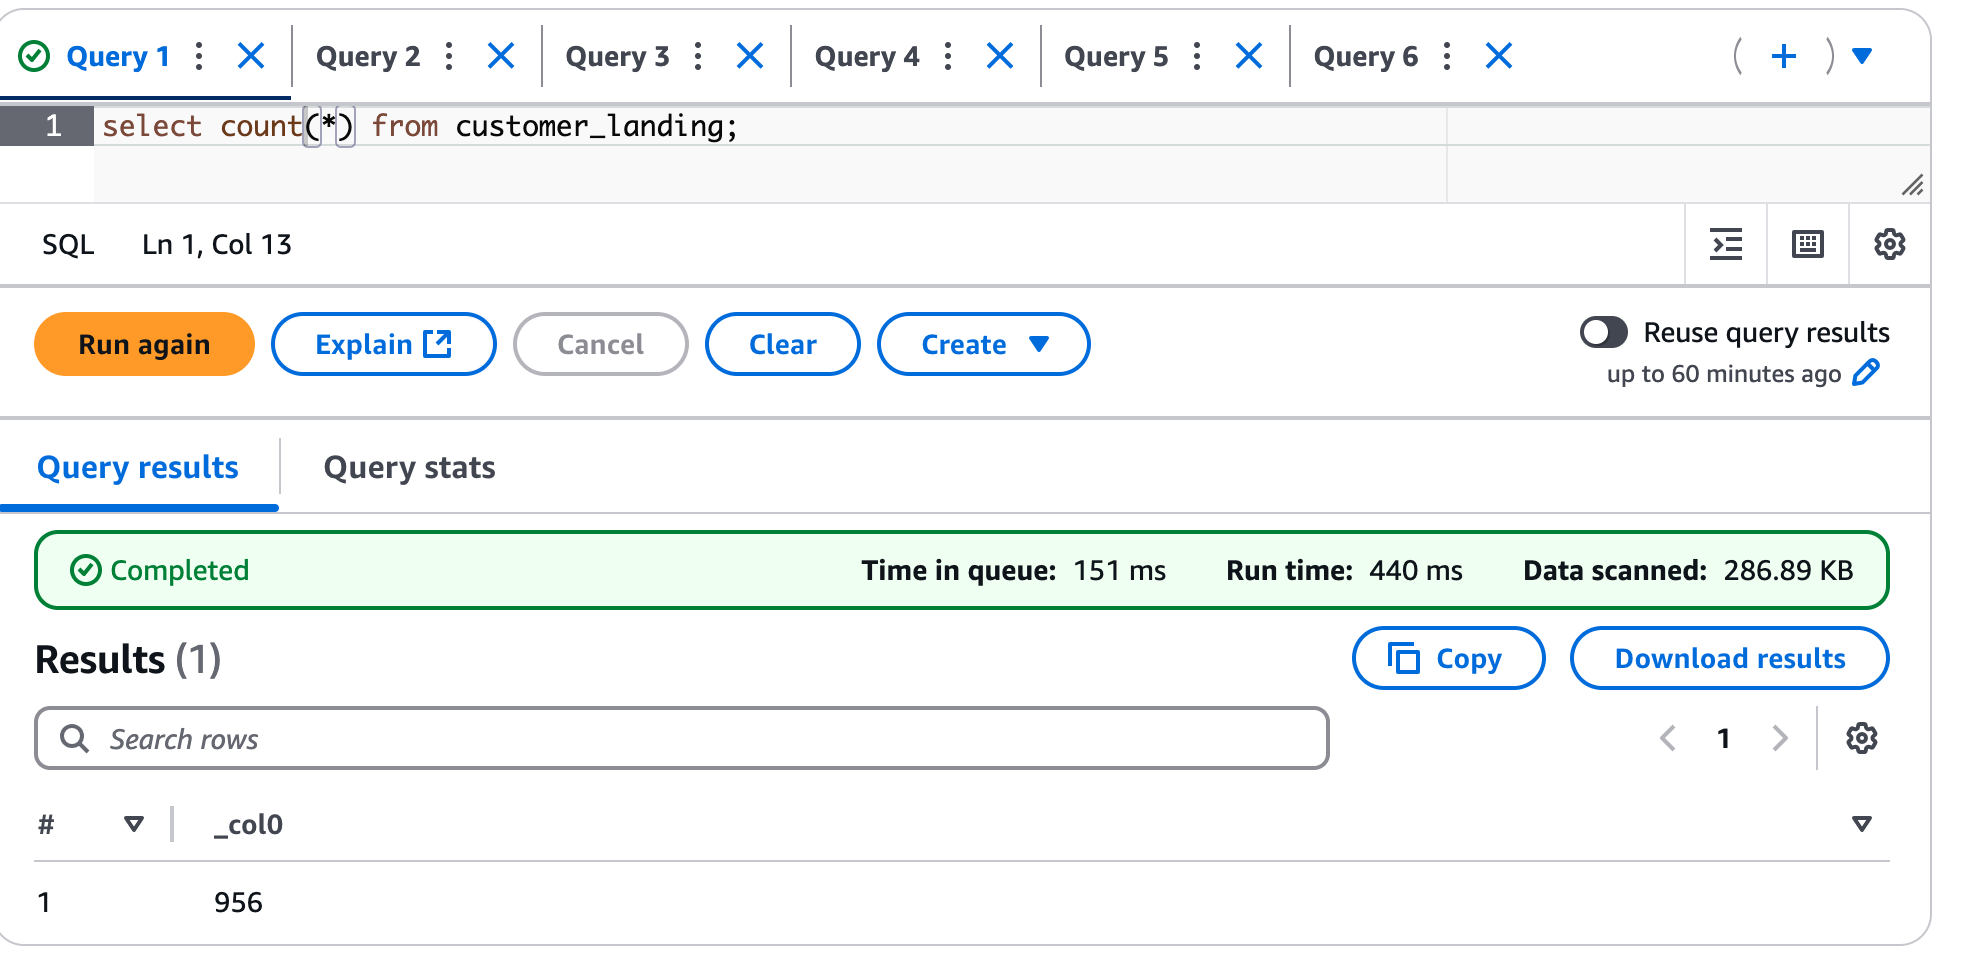 Query 1 Query 2 Query 3 Query 4 Query 5 Query 6
1 select count(*) from customer_landing;
SQL Ln 1, Col 13
Run again Explain Cancel Clear Create Reuse query results
up to 60 minutes ago
Query results Query stats
Completed Time in queue: 151 ms Run time: 440 ms Data scanned: 286.89 KB
Results (1) Copy Download results
Search rows 1
# _col0
1 956